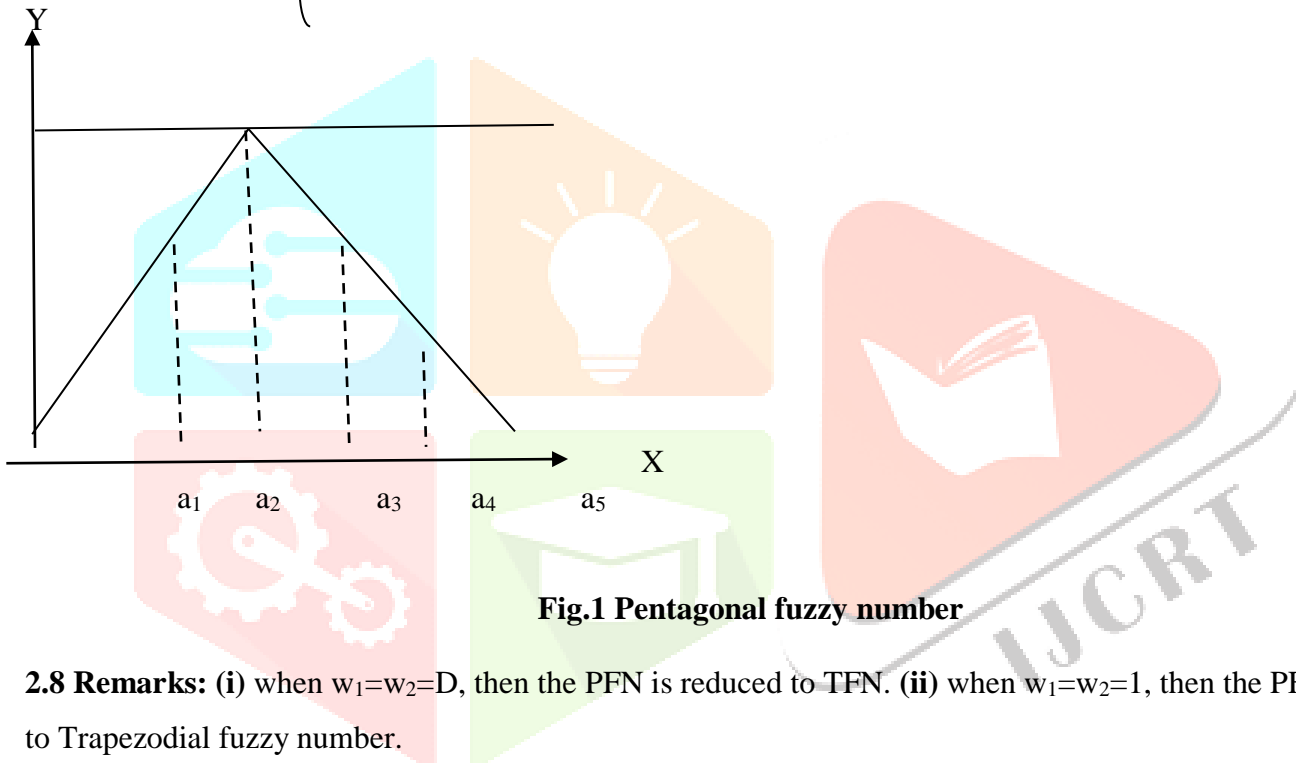 Y
X
a₁ a₂ a₃ a₄ a₅
IJCRT
Fig.1 Pentagonal fuzzy number
2.8 Remarks: (i) when w₁=w₂=D, then the PFN is reduced to TFN. (ii) when w₁=w₂=1, then the
to Trapezodial fuzzy number.